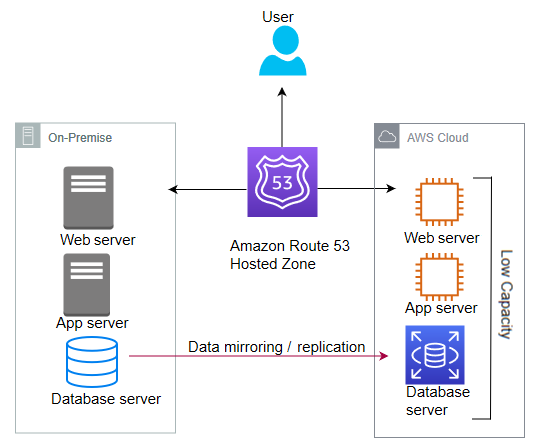 User
On-Premise
AWS Cloud
53
Web server
Amazon Route 53
Hosted Zone
Web server
App server
App server
Low Capacity
Data mirroring / replication
Database server
Database
server